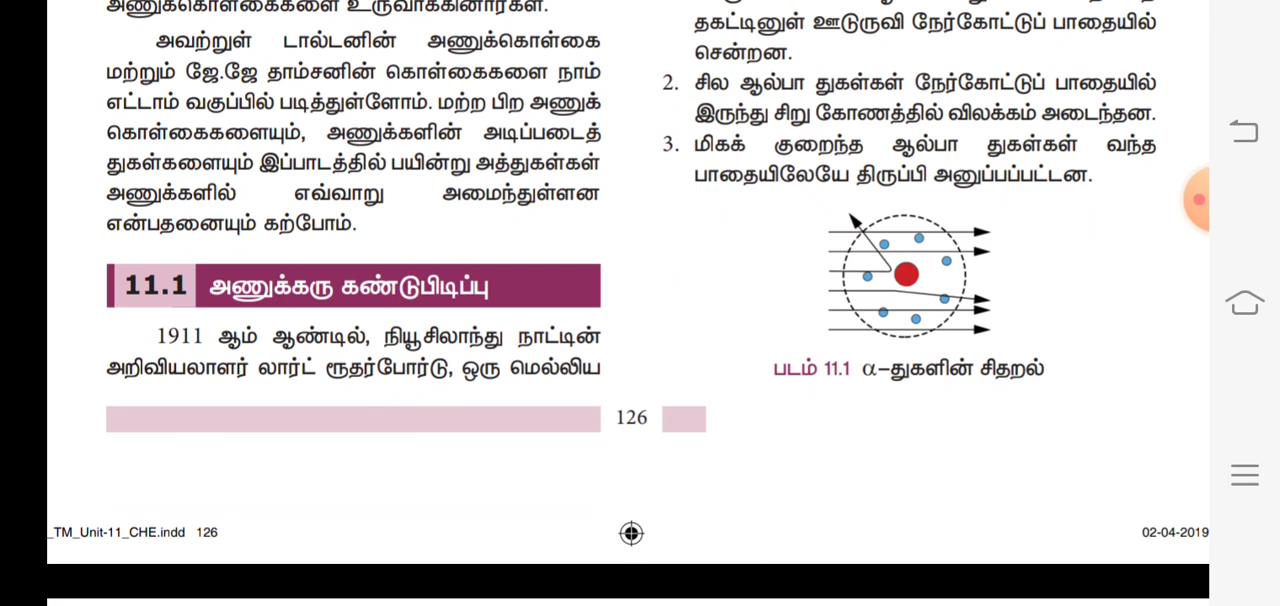 அணுக்கொள்கைகளை உருவாக்கினார்கள்.
அவற்றுள் டால்டனின் அணுக்கொள்கை
மற்றும் ஜே.ஜே தாம்சனின் கொள்கைகளை நாம்
எட்டாம் வகுப்பில் படித்துள்ளோம். மற்ற பிற அணுக்
கொள்கைகளையும், அணுக்களின் அடிப்படைத்
துகள்களையும் இப்பாடத்தில் பயின்று அத்துகள்கள்
அணுக்களில் எவ்வாறு அமைந்துள்ளன
என்பதனையும் கற்போம்.
11.1 அணுக்கரு கண்டுபிடிப்பு
1911 ஆம் ஆண்டில், நியூசிலாந்து நாட்டின்
அறிவியலாளர் லார்ட் ரூதர்போர்டு, ஒரு மெல்லிய
தகட்டினுள் ஊடுருவி நேர்கோட்டுப் பாதையில்
சென்றன.
2. சில ஆல்பா துகள்கள் நேர்கோட்டுப் பாதையில்
இருந்து சிறு கோணத்தில் விலக்கம் அடைந்தன.
3. மிகக் குறைந்த ஆல்பா துகள்கள் வந்த
பாதையிலேயே திருப்பி அனுப்பப்பட்டன.
படம் 11.1 α–துகளின் சிதறல்
126
_TM_Unit-11_CHE.indd 126
02-04-2019